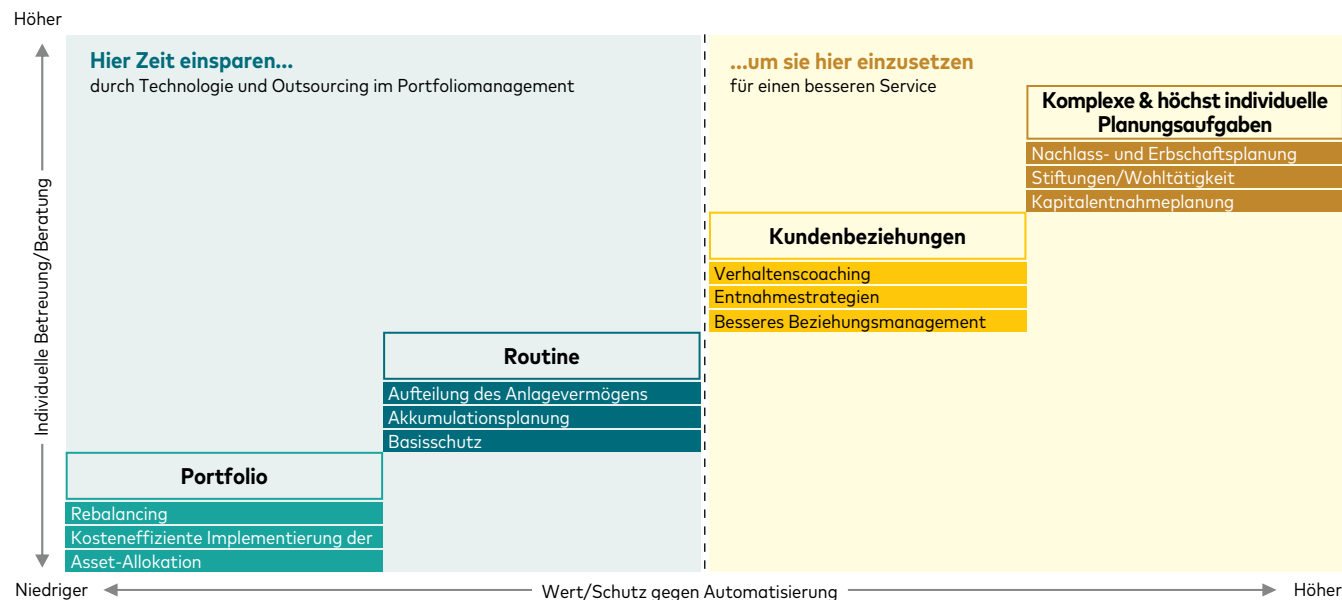 Höher
Hier Zeit einsparen...
durch Technologie und Outsourcing im Portfoliomanagement
...um sie hier einzusetzen
für einen besseren Service
Komplexe & höchst individuelle
Planungsaufgaben
Nachlass- und Erbschaftsplanung
Stiftungen/Wohltätigkeit
Kapitalentnahmeplanung
Kundenbeziehungen
Verhaltenscoaching
Entnahmestrategien
Besseres Beziehungsmanagement
Routine
Aufteilung des Anlagevermögens
Akkumulationsplanung
Basisschutz
Portfolio
Rebalancing
Kosteneffiziente Implementierung der
Asset-Allokation
Individuelle Betreuung/Beratung
Niedriger
Wert/Schutz gegen Automatisierung
Höher